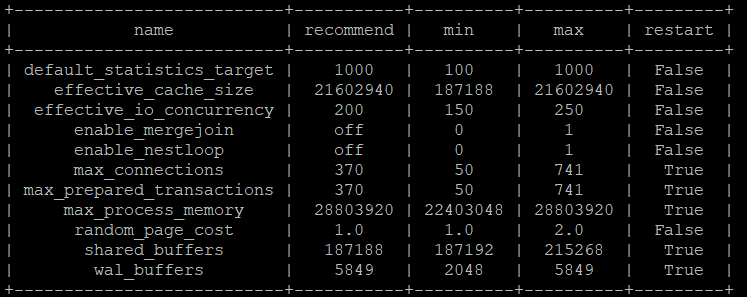 +---------------------------+-----------+----------+----------+---------+
| name | recommend | min | max | restart |
+---------------------------+-----------+----------+----------+---------+
| default_statistics_target | 1000 | 100 | 1000 | False |
| effective_cache_size | 21602940 | 187188 | 21602940 | False |
| effective_io_concurrency | 200 | 150 | 250 | False |
| enable_mergejoin | off | 0 | 1 | False |
| enable_nestloop | off | 0 | 1 | False |
| max_connections | 370 | 50 | 741 | True |
| max_prepared_transactions | 370 | 50 | 741 | True |
| max_process_memory | 28803920 | 22403048 | 28803920 | True |
| random_page_cost | 1.0 | 1.0 | 2.0 | False |
| shared_buffers | 187188 | 187192 | 215268 | True |
| wal_buffers | 5849 | 2048 | 5849 | True |
+---------------------------+-----------+----------+----------+---------+